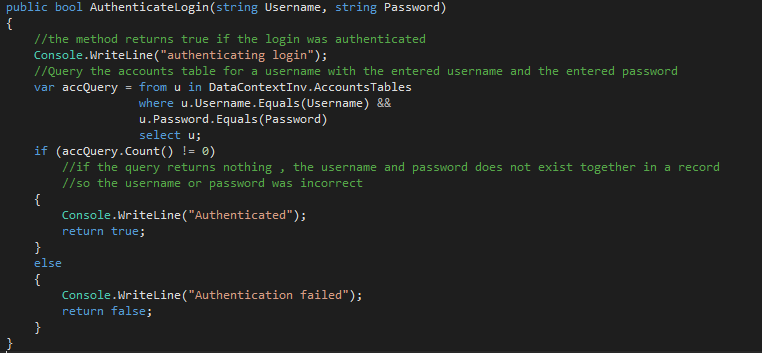 public bool AuthenticateLogin(string Username, string Password)
{
//the method returns true if the login was authenticated
Console.WriteLine("authenticating login");
//Query the accounts table for a username with the entered username and the entered password
var accQuery = from u in DataContextInv.AccountsTables
where u.Username.Equals(Username) &&
u.Password.Equals(Password)
select u;
if (accQuery.Count() != 0)
//if the query returns nothing , the username and password does not exist together in a record
//so the username or password was incorrect
{
Console.WriteLine("Authenticated");
return true;
}
else
{
Console.WriteLine("Authentication failed");
return false;
}
}